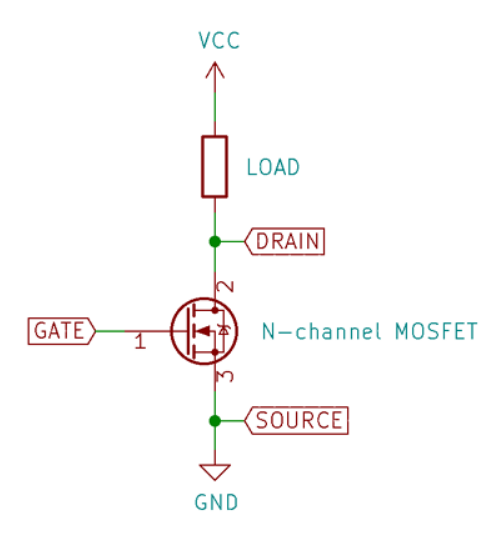 VCC
LOAD
DRAIN
2
GATE
1
N-channel MOSFET
3
SOURCE
GND